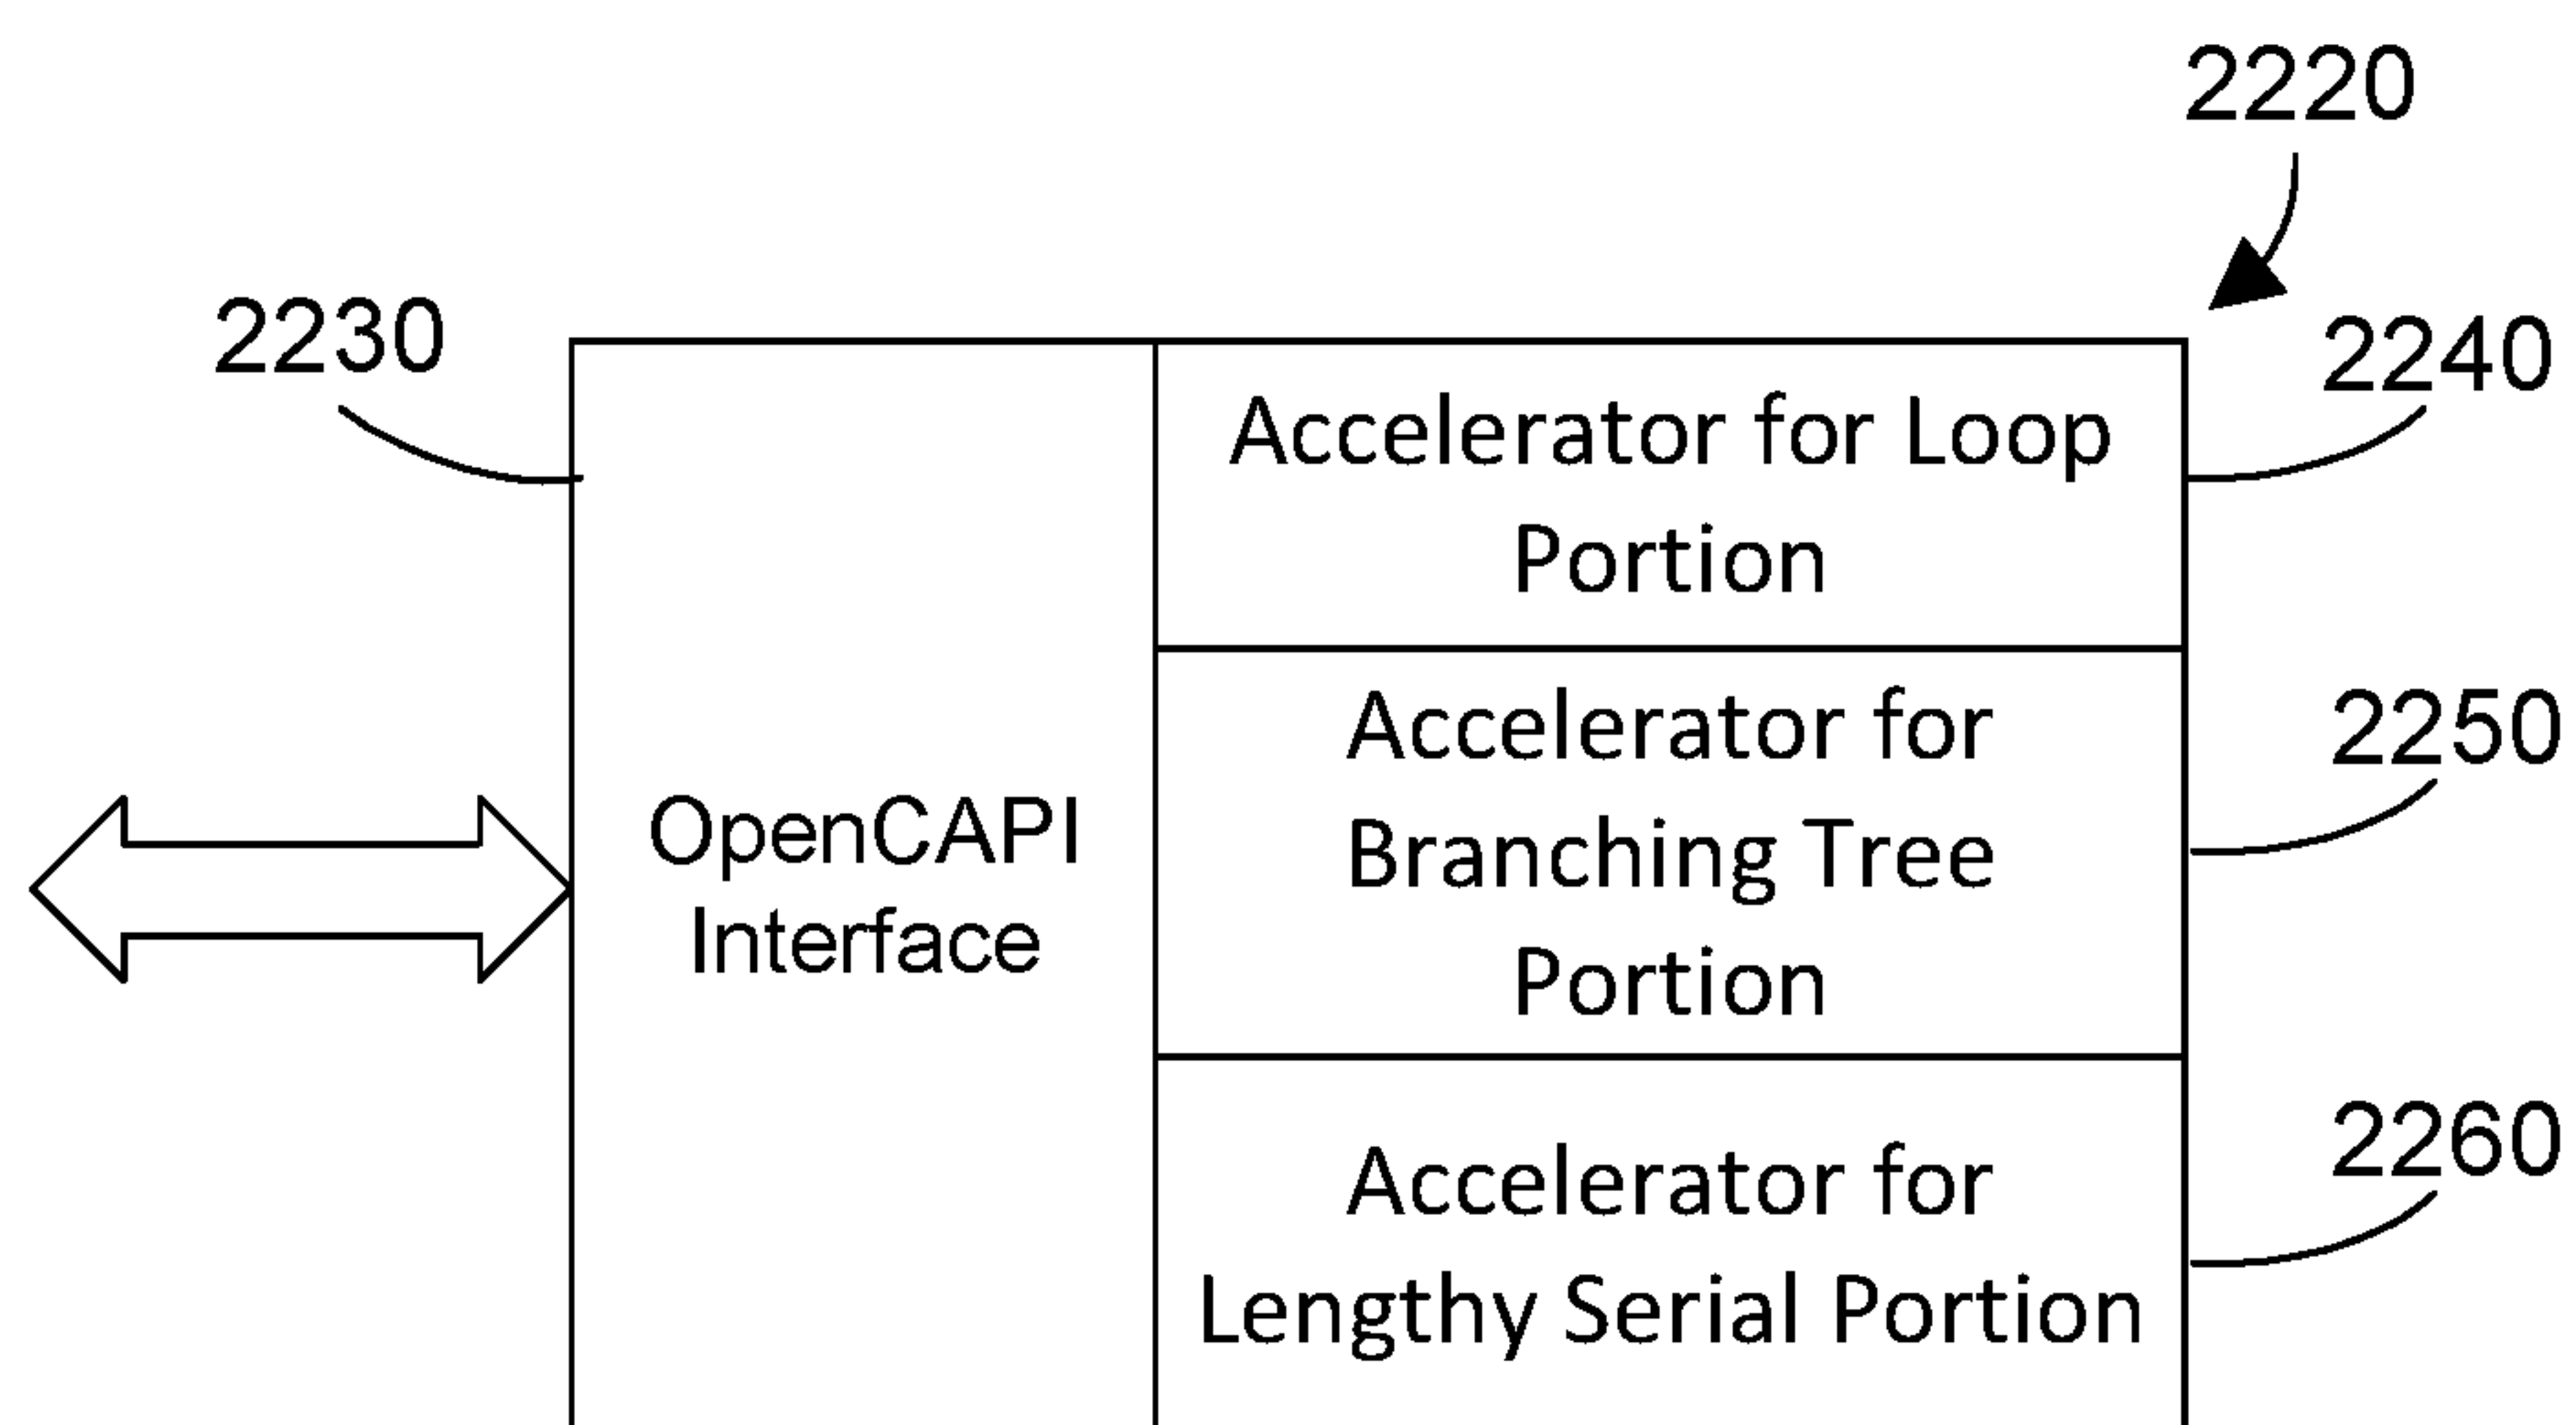 2220
2230
2240
Accelerator for Loop
Portion
2250
Accelerator for
Branching Tree
Portion
OpenCAPI
Interface
2260
Accelerator for
Lengthy Serial Portion